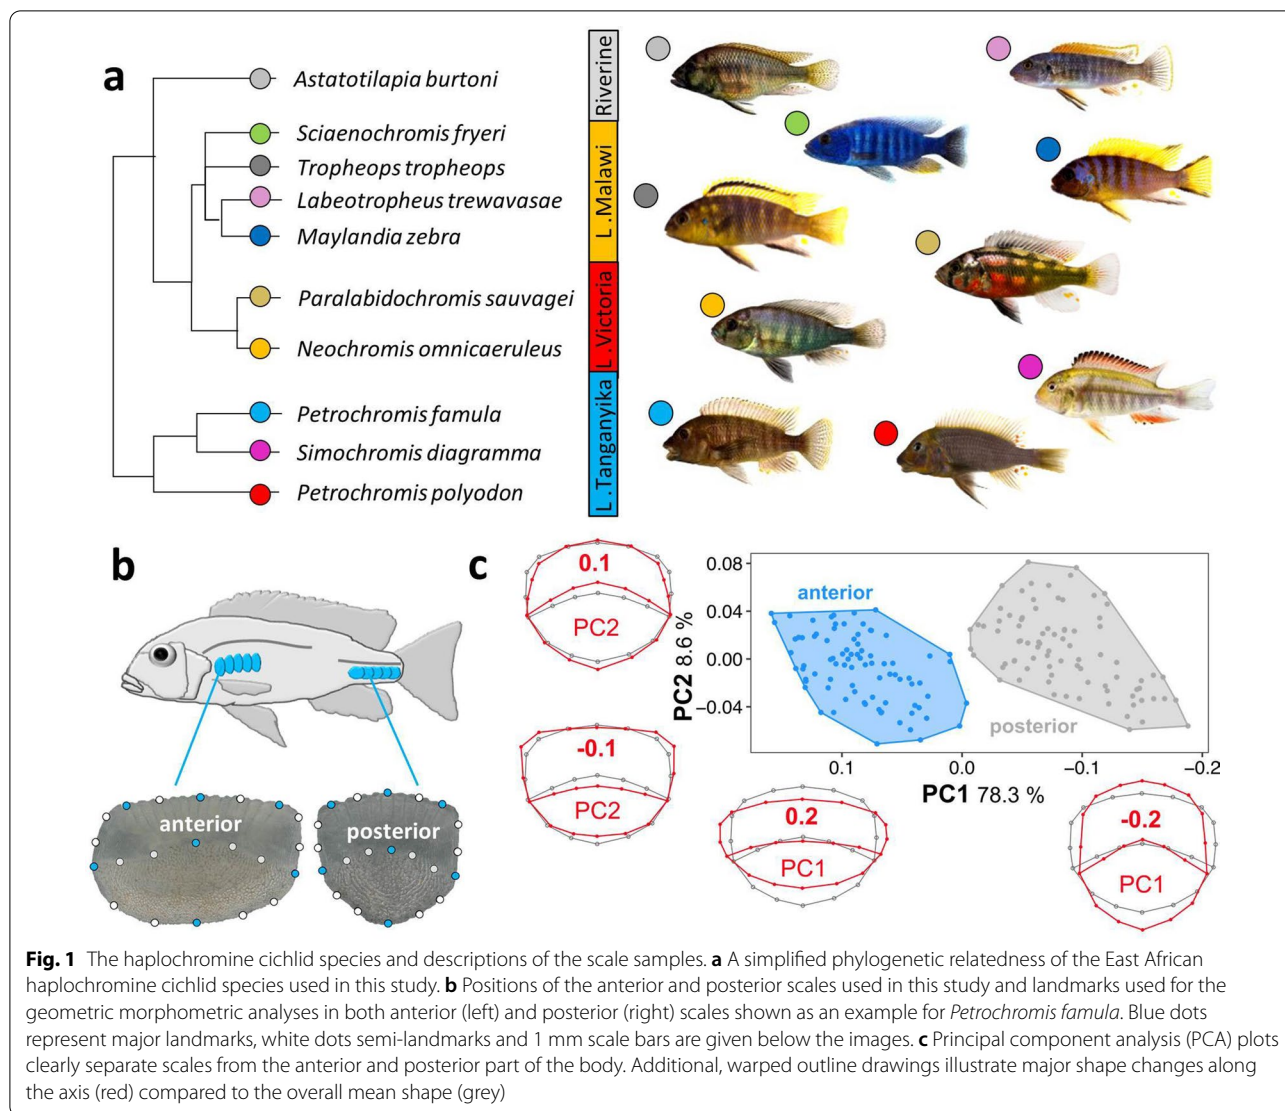 a
Astatotilapia burtoni
Sciaenochromis fryeri
Tropheops tropheops
Labeotropheus trewavasae
Maylandia zebra
Paralabidochromis sauvagei
Neochromis omnicaeruleus
Petrochromis famula
Simochromis diagramma
Petrochromis polyodon
Riverine
L .Malawi
L .Victoria
L .Tanganyika
b
anterior
posterior
c
0.1
PC2
-0.1
PC2
0.08
0.04
0.00
−0.04
PC2 8.6 %
anterior
posterior
0.1
0.0
−0.1
−0.2
PC1 78.3 %
0.2
PC1
-0.2
PC1
Fig. 1 The haplochromine cichlid species and descriptions of the scale samples. a A simplified phylogenetic relatedness of the East African
haplochromine cichlid species used in this study. b Positions of the anterior and posterior scales used in this study and landmarks used for the
geometric morphometric analyses in both anterior (left) and posterior (right) scales shown as an example for Petrochromis famula. Blue dots
represent major landmarks, white dots semi-landmarks and 1 mm scale bars are given below the images. c Principal component analysis (PCA) plots
clearly separate scales from the anterior and posterior part of the body. Additional, warped outline drawings illustrate major shape changes along
the axis (red) compared to the overall mean shape (grey)